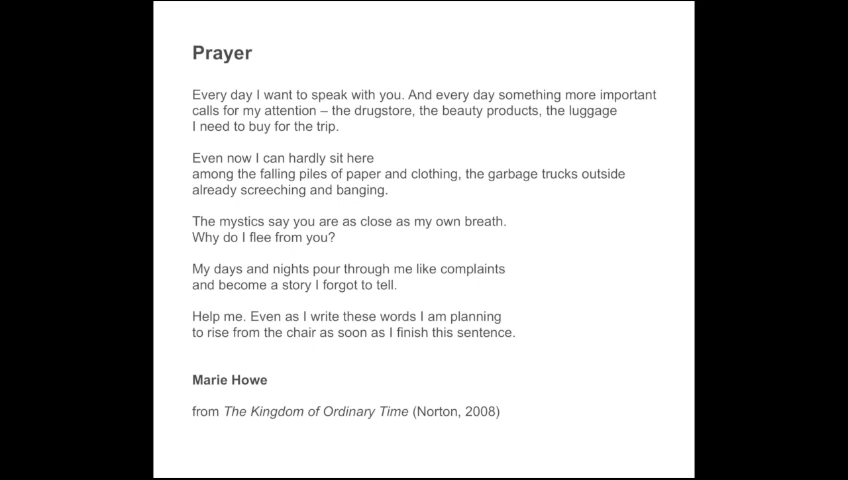 Prayer
Every day I want to speak with you. And every day something more important
calls for my attention – the drugstore, the beauty products, the luggage
I need to buy for the trip.
Even now I can hardly sit here
among the falling piles of paper and clothing, the garbage trucks outside
already screeching and banging.
The mystics say you are as close as my own breath.
Why do I flee from you?
My days and nights pour through me like complaints
and become a story I forgot to tell.
Help me. Even as I write these words I am planning
to rise from the chair as soon as I finish this sentence.
Marie Howe
from The Kingdom of Ordinary Time (Norton, 2008)